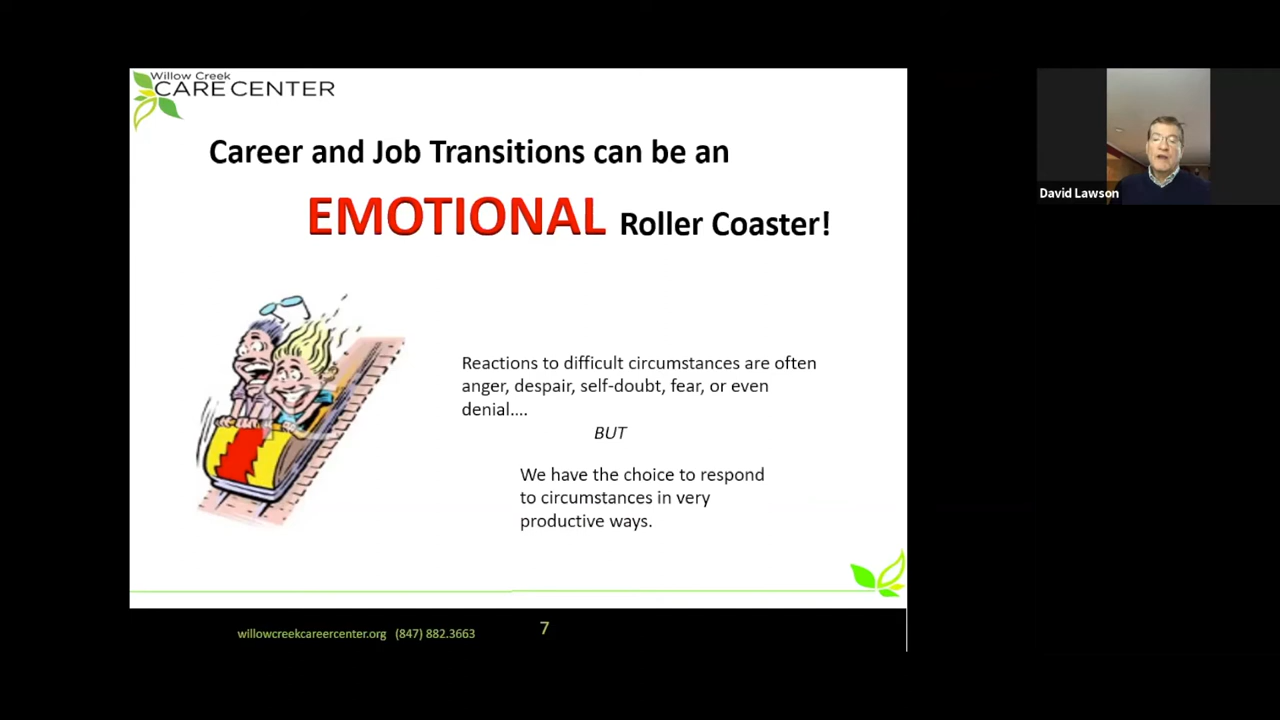 Willow Creek
CARE CENTER
Career and Job Transitions can be an
EMOTIONAL Roller Coaster!
Reactions to difficult circumstances are often
anger, despair, self-doubt, fear, or even
denial....
BUT
We have the choice to respond
to circumstances in very
productive ways.
willowcreekcareercenter.org (847) 882.3663
7
David Lawson